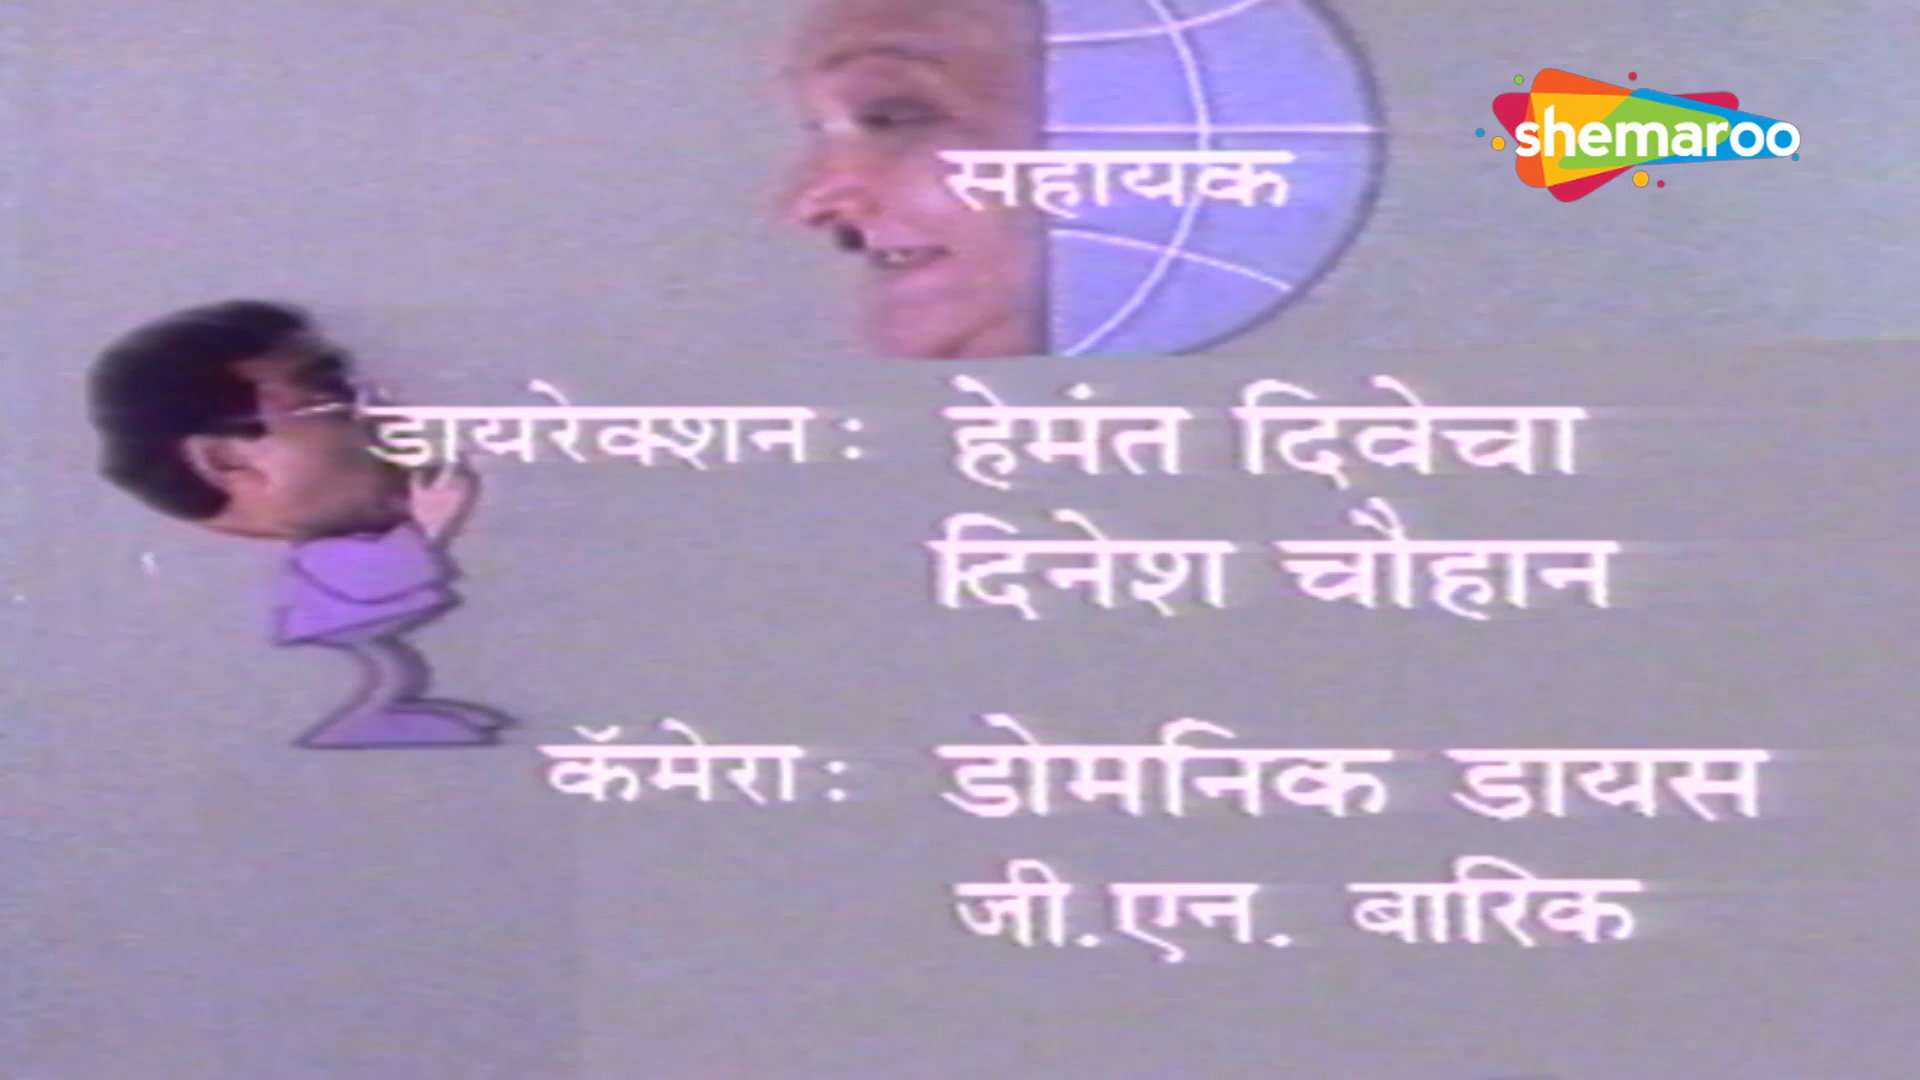 shemaroo
सहायक
डायरेक्शन: हेमंत दिवेचा
दिनेश चौहान
कॅमेरा: डोमनिक डायस
जी.एन. बारिक